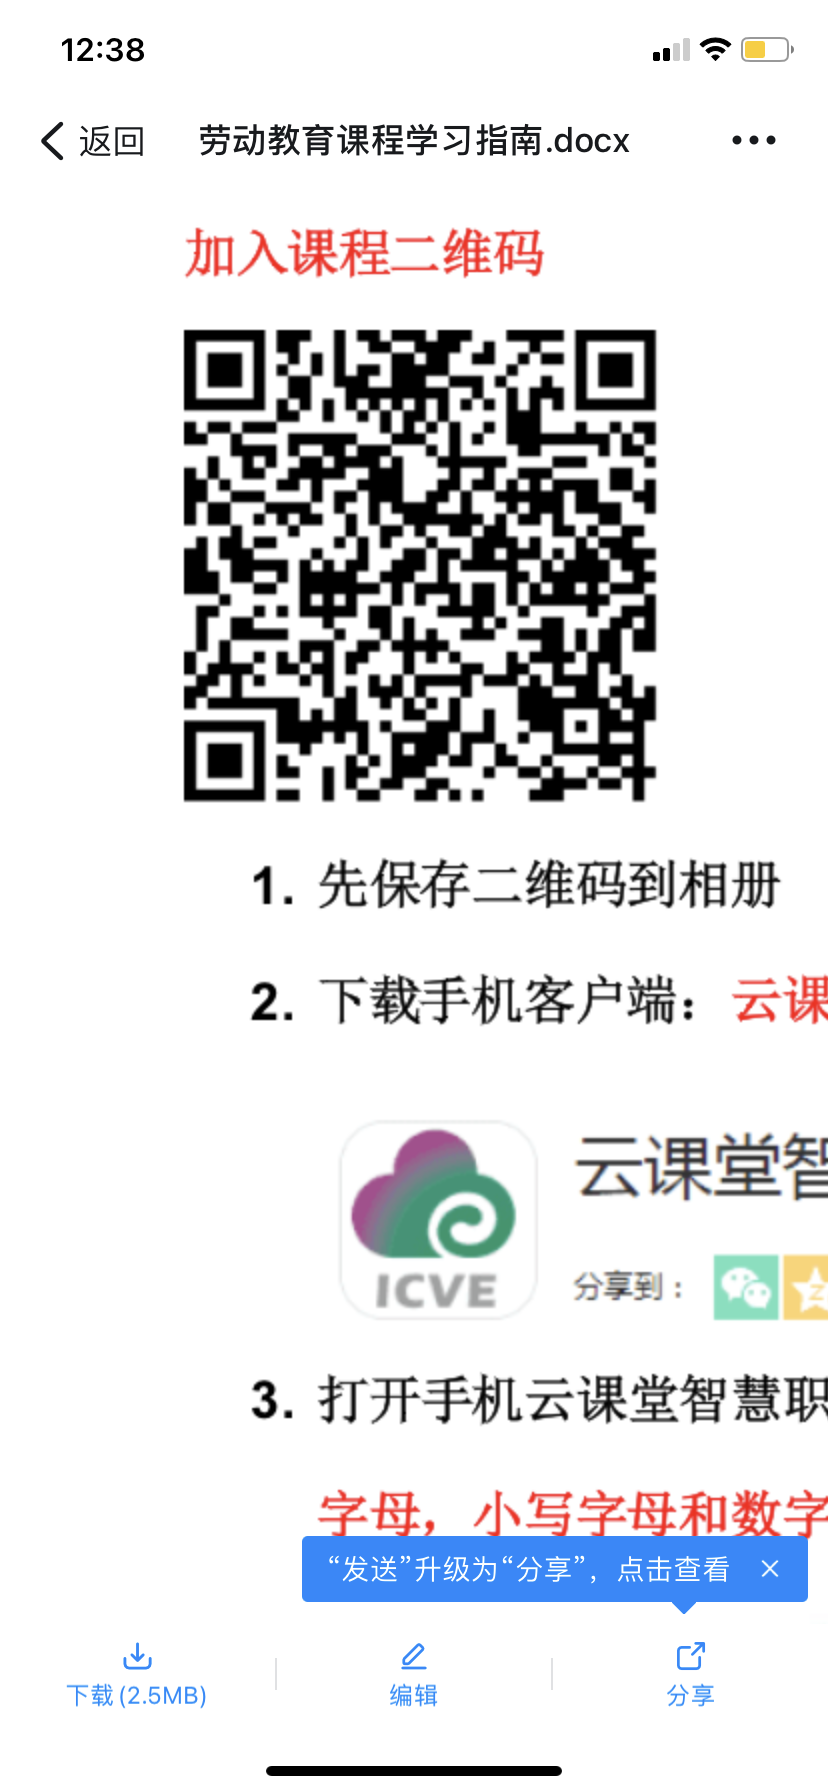 12:38
返回 劳动教育课程学习指南.docx
加入课程二维码
1. 先保存二维码到相册
2. 下载手机客户端：云课
云课堂智
ICVE
分享到：
3. 打开手机云课堂智慧职
字母，小写字母和数字
“发送”升级为“分享”，点击查看
下载(2.5MB) 编辑 分享